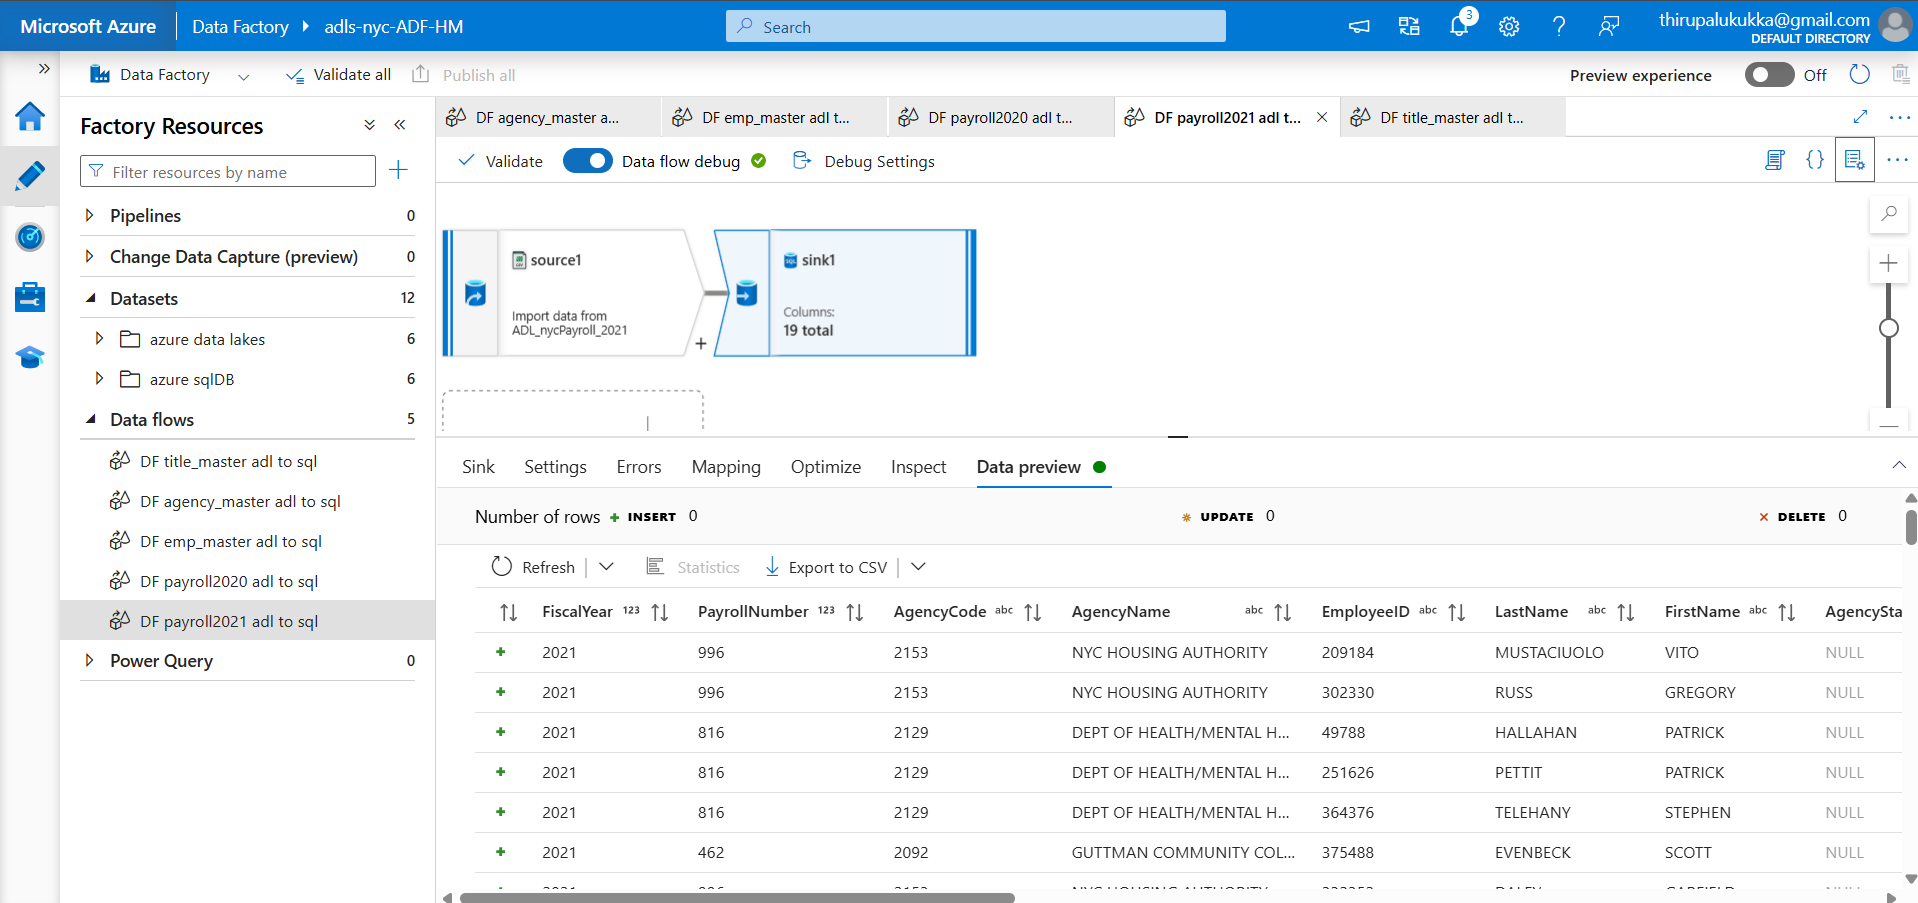 Microsoft Azure
Data Factory
adls-nyc-ADF-HM
Search
3
thirupalukukka@gmail.com
DEFAULT DIRECTORY
Data Factory
Validate all
Publish all
Preview experience
Off
Factory Resources
Filter resources by name
Pipelines 0
Change Data Capture (preview) 0
Datasets 12
azure data lakes 6
azure sqlDB 6
Data flows 5
DF title_master adl to sql
DF agency_master adl to sql
DF emp_master adl to sql
DF payroll2020 adl to sql
DF payroll2021 adl to sql
Power Query 0
DF agency_master a...
DF emp_master adl t...
DF payroll2020 adl t...
DF payroll2021 adl t...
DF title_master adl t...
Validate
Data flow debug
Debug Settings
source1
Import data from
ADL_nycPayroll_2021
sink1
Columns:
19 total
Sink Settings Errors Mapping Optimize Inspect Data preview
Number of rows INSERT 0 UPDATE 0 DELETE 0
Refresh Statistics Export to CSV
FiscalYear 123 PayrollNumber 123 AgencyCode abc AgencyName abc EmployeeID abc LastName abc FirstName abc AgencySta
2021 996 2153 NYC HOUSING AUTHORITY 209184 MUSTACIUOLO VITO NULL
2021 996 2153 NYC HOUSING AUTHORITY 302330 RUSS GREGORY NULL
2021 816 2129 DEPT OF HEALTH/MENTAL H... 49788 HALLAHAN PATRICK NULL
2021 816 2129 DEPT OF HEALTH/MENTAL H... 251626 PETTIT PATRICK NULL
2021 816 2129 DEPT OF HEALTH/MENTAL H... 364376 TELEHANY STEPHEN NULL
2021 462 2092 GUTTMAN COMMUNITY COL... 375488 EVENBECK SCOTT NULL